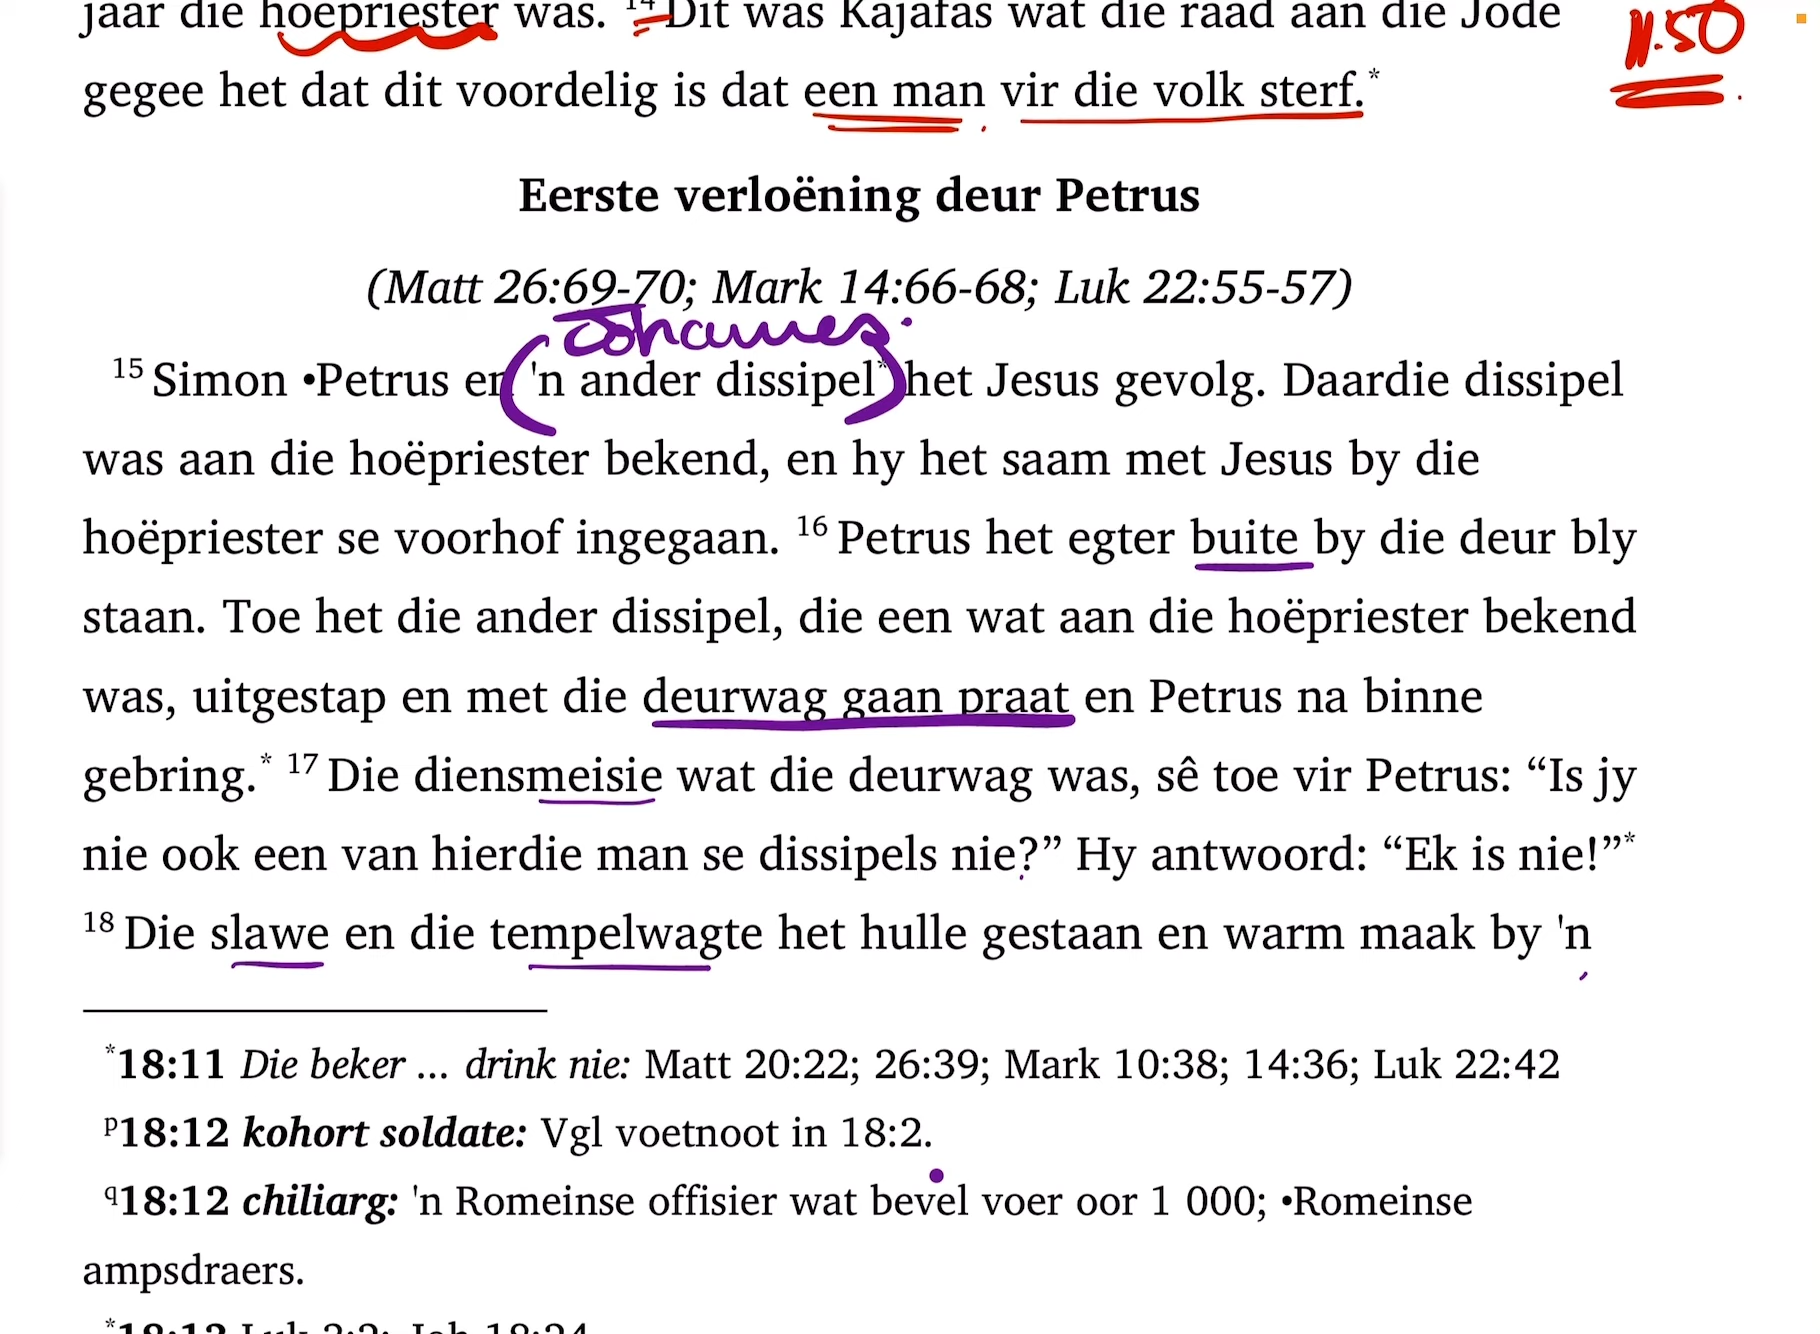 jaar die hoëpriester was. 14 Dit was Kajafas wat die raad aan die Jode
11:50
gegee het dat dit voordelig is dat een man vir die volk sterf.*
Eerste verloëning deur Petrus
(Matt 26:69-70; Mark 14:66-68; Luk 22:55-57)
Johannes.
15 Simon •Petrus en 'n ander dissipel* het Jesus gevolg. Daardie dissipel
was aan die hoëpriester bekend, en hy het saam met Jesus by die
hoëpriester se voorhof ingegaan. 16 Petrus het egter buite by die deur bly
staan. Toe het die ander dissipel, die een wat aan die hoëpriester bekend
was, uitgestap en met die deurwag gaan praat en Petrus na binne
gebring.* 17 Die diensmeisie wat die deurwag was, sê toe vir Petrus: “Is jy
nie ook een van hierdie man se dissipels nie?” Hy antwoord: “Ek is nie!”*
18 Die slawe en die tempelwagte het hulle gestaan en warm maak by 'n
*18:11 Die beker ... drink nie: Matt 20:22; 26:39; Mark 10:38; 14:36; Luk 22:42
p18:12 kohort soldate: Vgl voetnoot in 18:2.
q18:12 chiliarg: 'n Romeinse offisier wat bevel voer oor 1 000; •Romeinse
ampsdraers.
*18:13 Luk 3:2; Joh 18:24